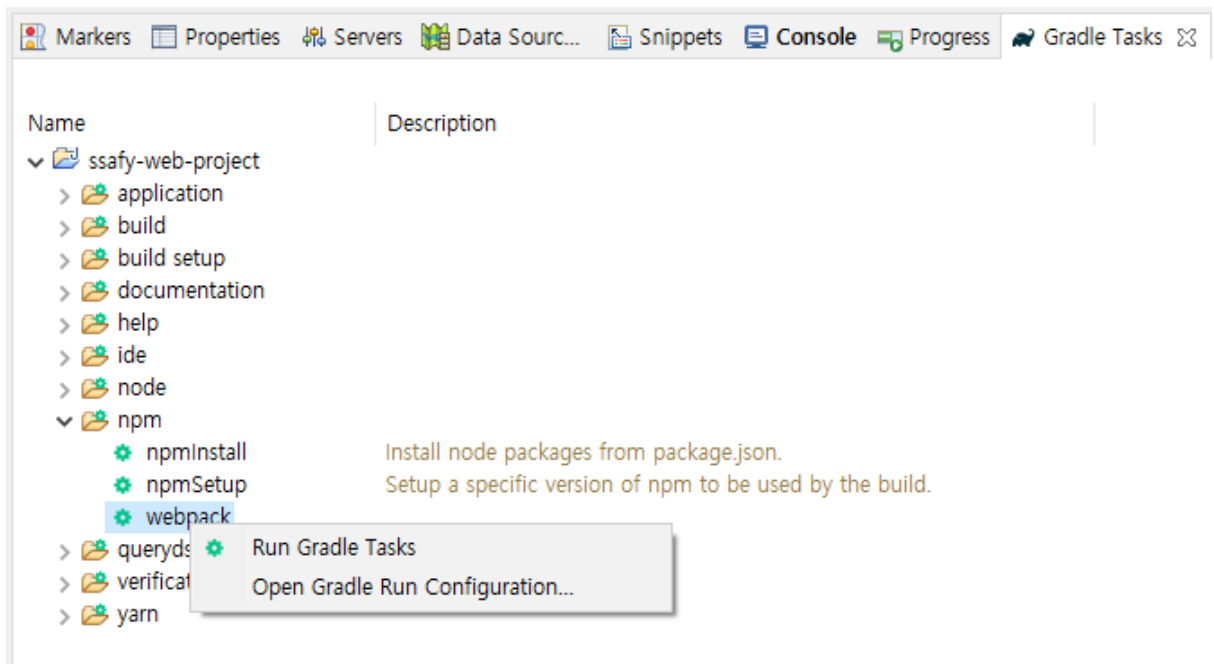 Markers Properties Servers Data Sourc... Snippets Console Progress Gradle Tasks
Name Description
ssafy-web-project
application
build
build setup
documentation
help
ide
node
npm
npmInstall Install node packages from package.json.
npmSetup Setup a specific version of npm to be used by the build.
webpack
queryds Run Gradle Tasks
verificat Open Gradle Run Configuration...
yarn